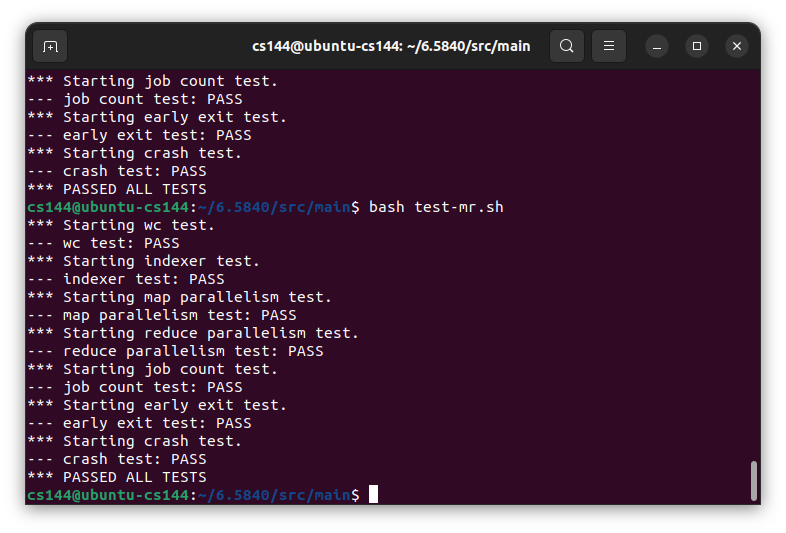 cs144@ubuntu-cs144: ~/6.5840/src/main
*** Starting job count test.
--- job count test: PASS
*** Starting early exit test.
--- early exit test: PASS
*** Starting crash test.
--- crash test: PASS
*** PASSED ALL TESTS
cs144@ubuntu-cs144:~/6.5840/src/main$ bash test-mr.sh
*** Starting wc test.
--- wc test: PASS
*** Starting indexer test.
--- indexer test: PASS
*** Starting map parallelism test.
--- map parallelism test: PASS
*** Starting reduce parallelism test.
--- reduce parallelism test: PASS
*** Starting job count test.
--- job count test: PASS
*** Starting early exit test.
--- early exit test: PASS
*** Starting crash test.
--- crash test: PASS
*** PASSED ALL TESTS
cs144@ubuntu-cs144:~/6.5840/src/main$